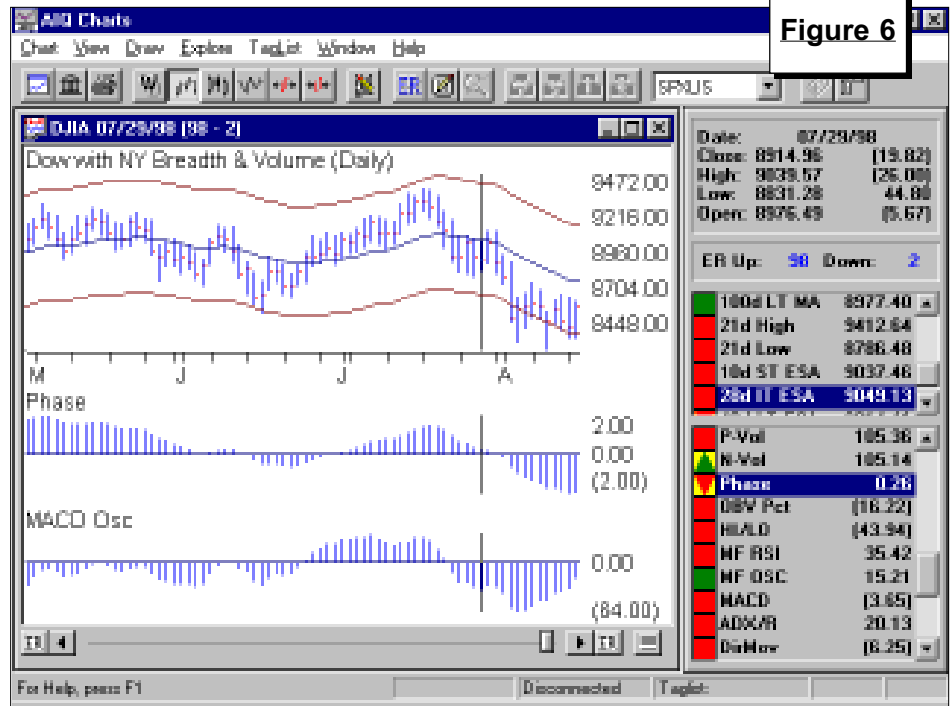 AIQ Charts
Figure 6
Chart View Draw Explore TagList Window Help
ER
SPXUS
DJIA 07/29/98 (98 - 2)
Dow with NY Breadth & Volume (Daily)
9472.00
9216.00
8960.00
8704.00
8448.00
M J J A
Phase
2.00
0.00
(2.00)
MACD Osc
0.00
(84.00)
Date: 07/29/98
Close: 8914.96 (19.82)
High: 9039.57 (26.00)
Low: 8831.28 44.80
Open: 8976.49 (5.67)
ER Up: 98 Down: 2
100d LT MA 8977.40
21d High 9412.64
21d Low 8786.48
10d ST ESA 9037.46
28d IT ESA 9049.13
P-Vol 105.36
N-Vol 105.14
Phase 0.26
OBV Pct (16.22)
HI/LO (43.94)
MF RSI 35.42
MF OSC 15.21
MACD (3.65)
ADX/R 20.13
DirMov (6.25)
For Help, press F1
Disconnected
Taglist: